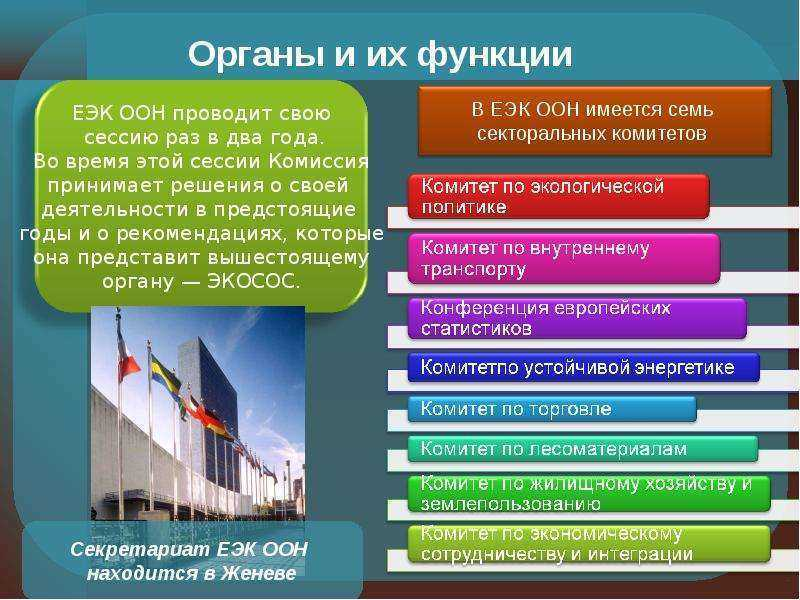 Органы и их функции
ЕЭК ООН проводит свою
сессию раз в два года.
Во время этой сессии Комиссия
принимает решения о своей
деятельности в предстоящие
годы и о рекомендациях, которые
она представит вышестоящему
органу — ЭКОСОС.
Секретариат ЕЭК ООН
находится в Женеве
В ЕЭК ООН имеется семь
секторальных комитетов
Комитет по экологической
политике
Комитет по внутреннему
транспорту
Конференция европейских
статистиков
Комитетпо устойчивой энергетике
Комитет по торговле
Комитет по лесоматериалам
Комитет по жилищному хозяйству и
землепользованию
Комитет по экономическому
сотрудничеству и интеграции